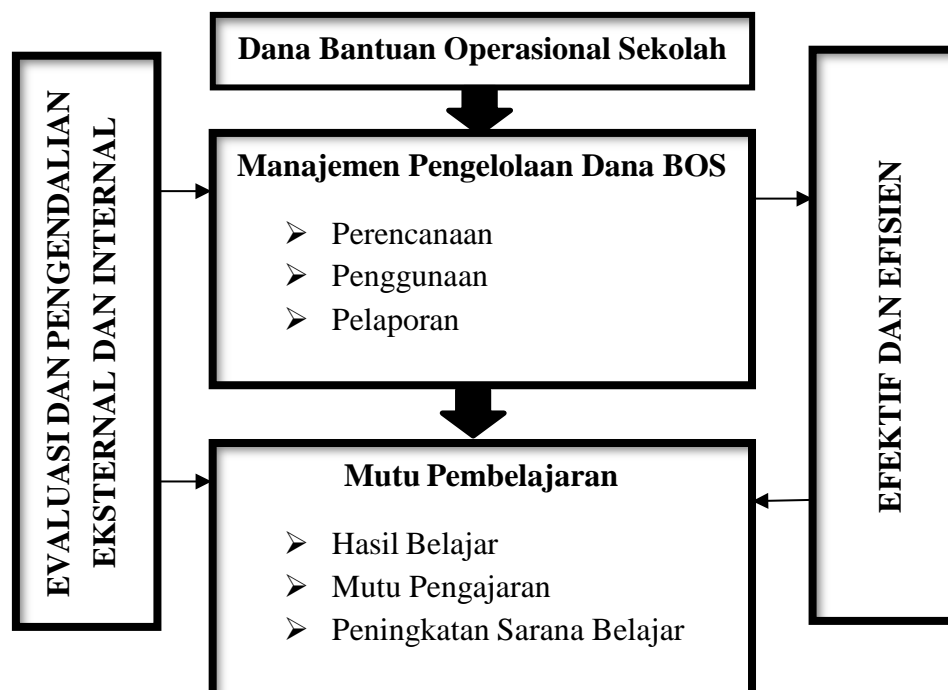 Dana Bantuan Operasional Sekolah
EVALUASI DAN PENGENDALIAN
EKSTERNAL DAN INTERNAL
Manajemen Pengelolaan Dana BOS
➢ Perencanaan
➢ Penggunaan
➢ Pelaporan
EFEKTIF DAN EFISIEN
Mutu Pembelajaran
➢ Hasil Belajar
➢ Mutu Pengajaran
➢ Peningkatan Sarana Belajar